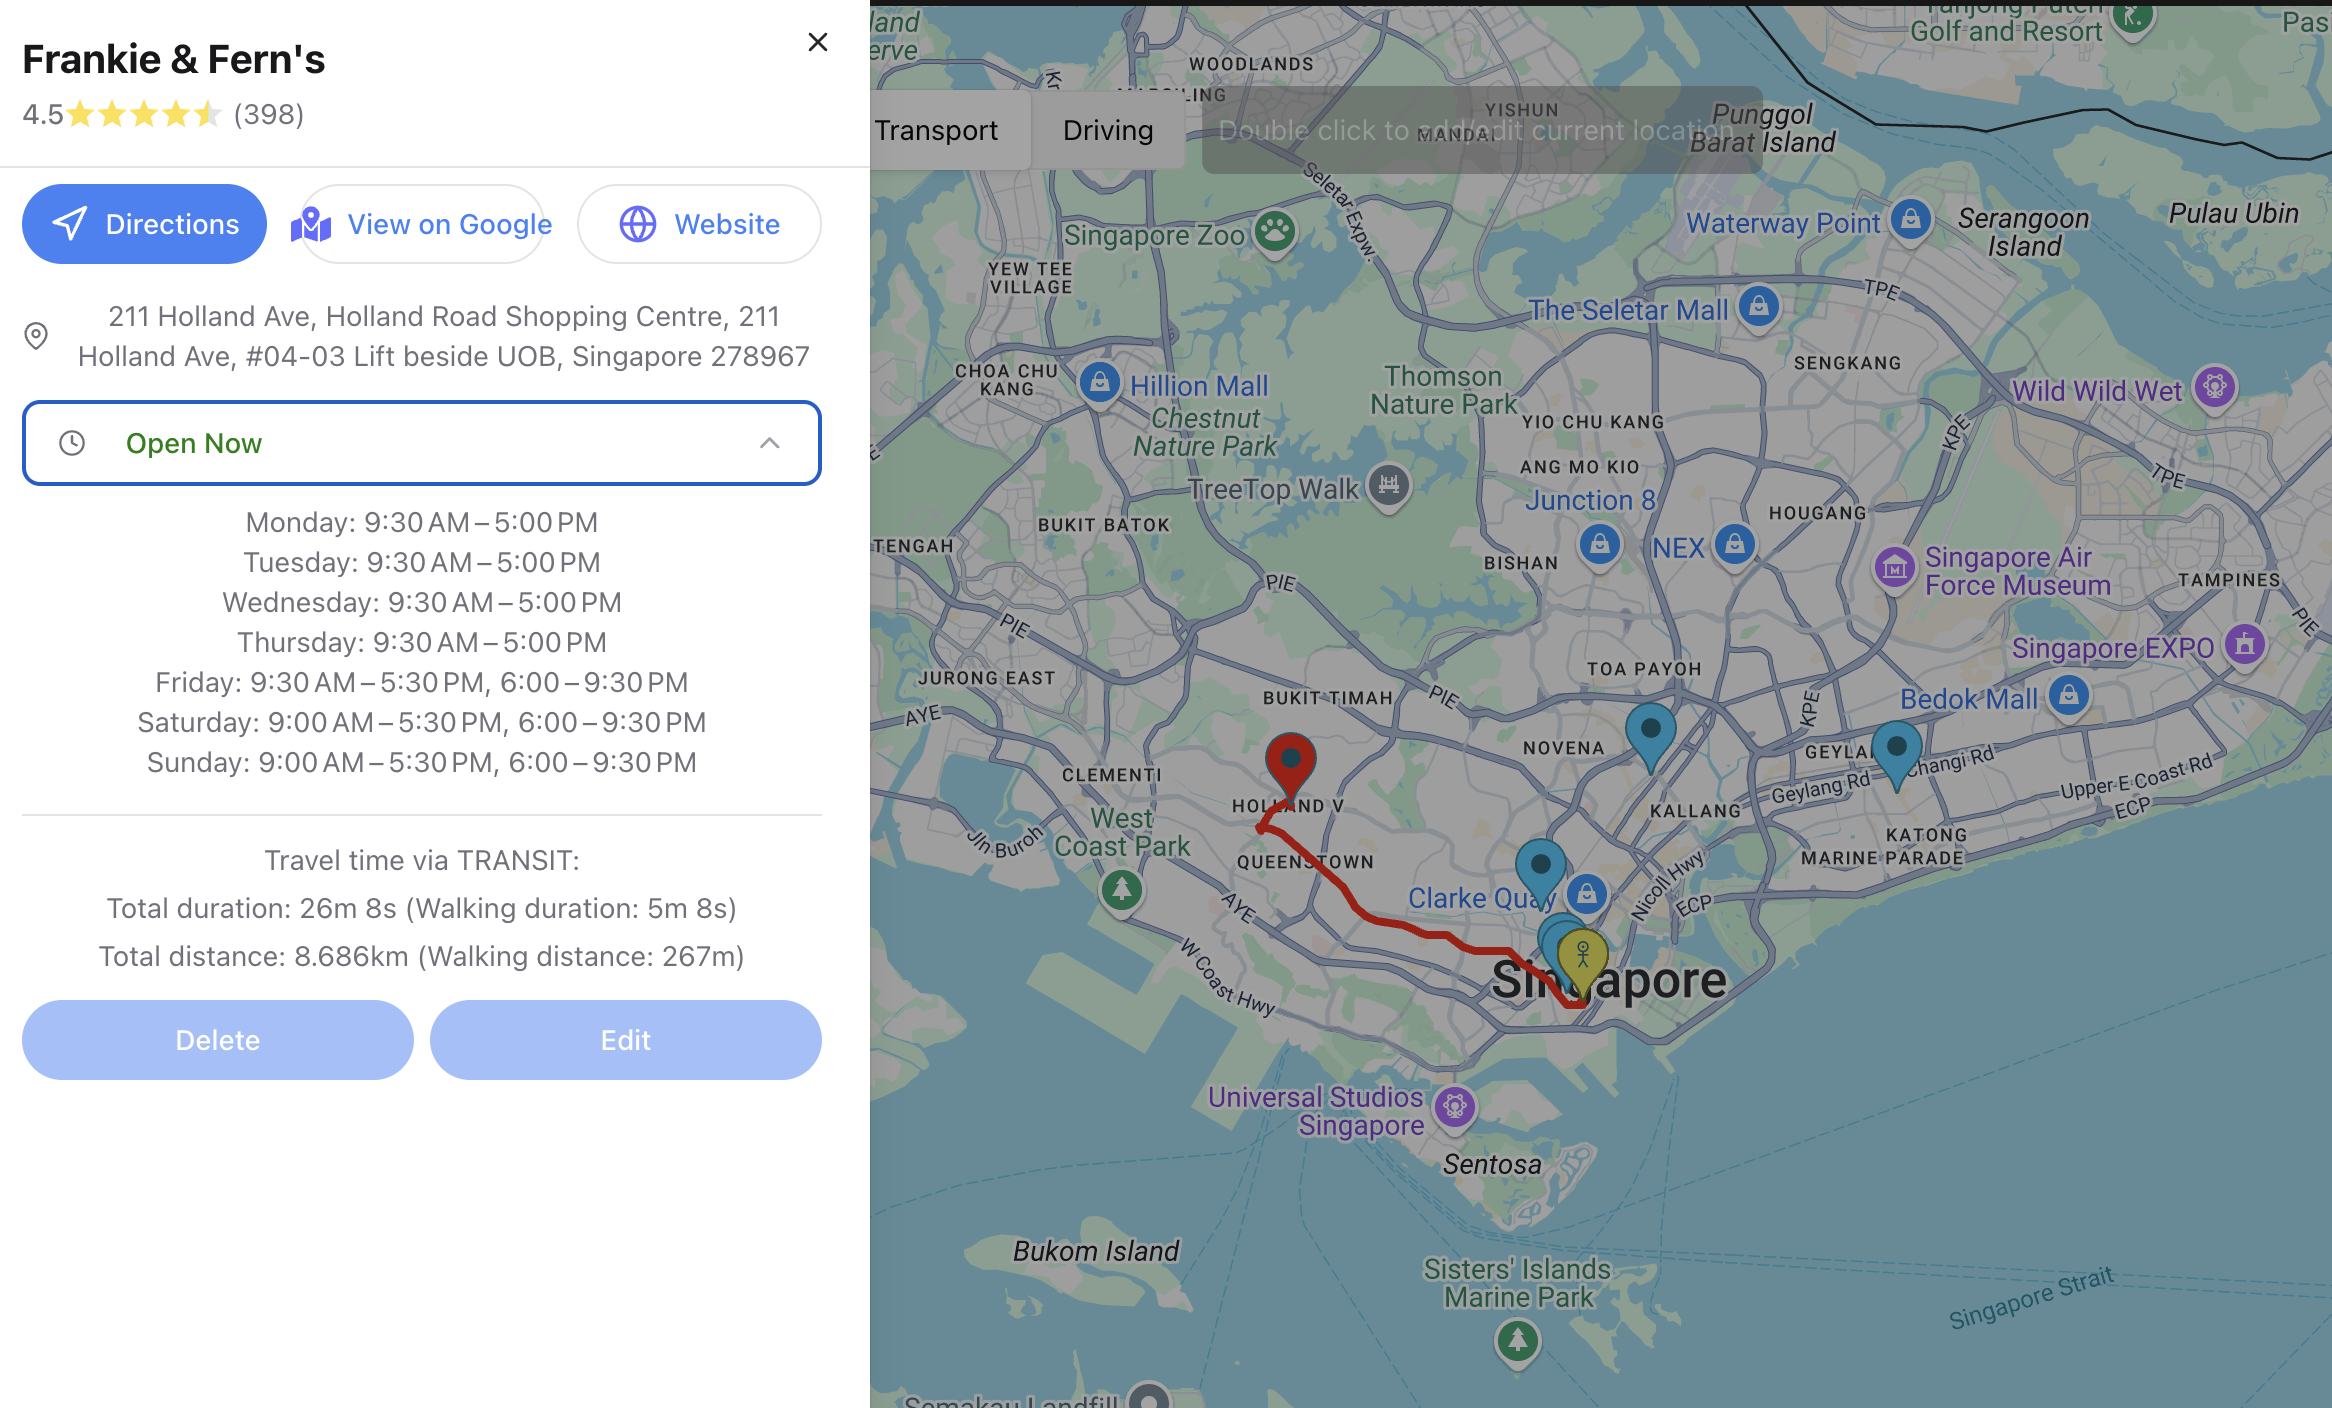 Frankie & Fern's
4.5 (398)
Directions
View on Google
Website
211 Holland Ave, Holland Road Shopping Centre, 211
Holland Ave, #04-03 Lift beside UOB, Singapore 278967
Open Now
Monday: 9:30 AM – 5:00 PM
Tuesday: 9:30 AM – 5:00 PM
Wednesday: 9:30 AM – 5:00 PM
Thursday: 9:30 AM – 5:00 PM
Friday: 9:30 AM – 5:30 PM, 6:00 – 9:30 PM
Saturday: 9:00 AM – 5:30 PM, 6:00 – 9:30 PM
Sunday: 9:00 AM – 5:30 PM, 6:00 – 9:30 PM
Travel time via TRANSIT:
Total duration: 26m 8s (Walking duration: 5m 8s)
Total distance: 8.686km (Walking distance: 267m)
Delete
Edit
Transport
Driving
Double click to add/edit current location
Golf and Resort
WOODLANDS
YISHUN
MANDAI
Punggol
Barat Island
Seletar Expw.
Singapore Zoo
Waterway Point
Serangoon
Island
Pulau Ubin
YEW TEE
VILLAGE
The Seletar Mall
TPE
SENGKANG
CHOA CHU
KANG
Hillion Mall
Chestnut
Nature Park
Thomson
Nature Park
Wild Wild Wet
YIO CHU KANG
KPE
ANG MO KIO
TPE
TreeTop Walk
Junction 8
HOUGANG
BUKIT BATOK
TENGAH
BISHAN
NEX
Singapore Air
Force Museum
TAMPINES
PIE
PIE
PIE
Singapore EXPO
JURONG EAST
TOA PAYOH
BUKIT TIMAH
PIE
KPE
Bedok Mall
AYE
NOVENA
Changi Rd
CLEMENTI
Geylang Rd
Upper E Coast Rd
ECP
HOLLAND V
KALLANG
West
Coast Park
Jln Buroh
KATONG
MARINE PARADE
QUEENSTOWN
Clarke Quay
Nicoll Hwy
ECP
AYE
W Coast Hwy
Singapore
Universal Studios
Singapore
Sentosa
Bukom Island
Sisters' Islands
Marine Park
Singapore Strait
Semakau Landfill